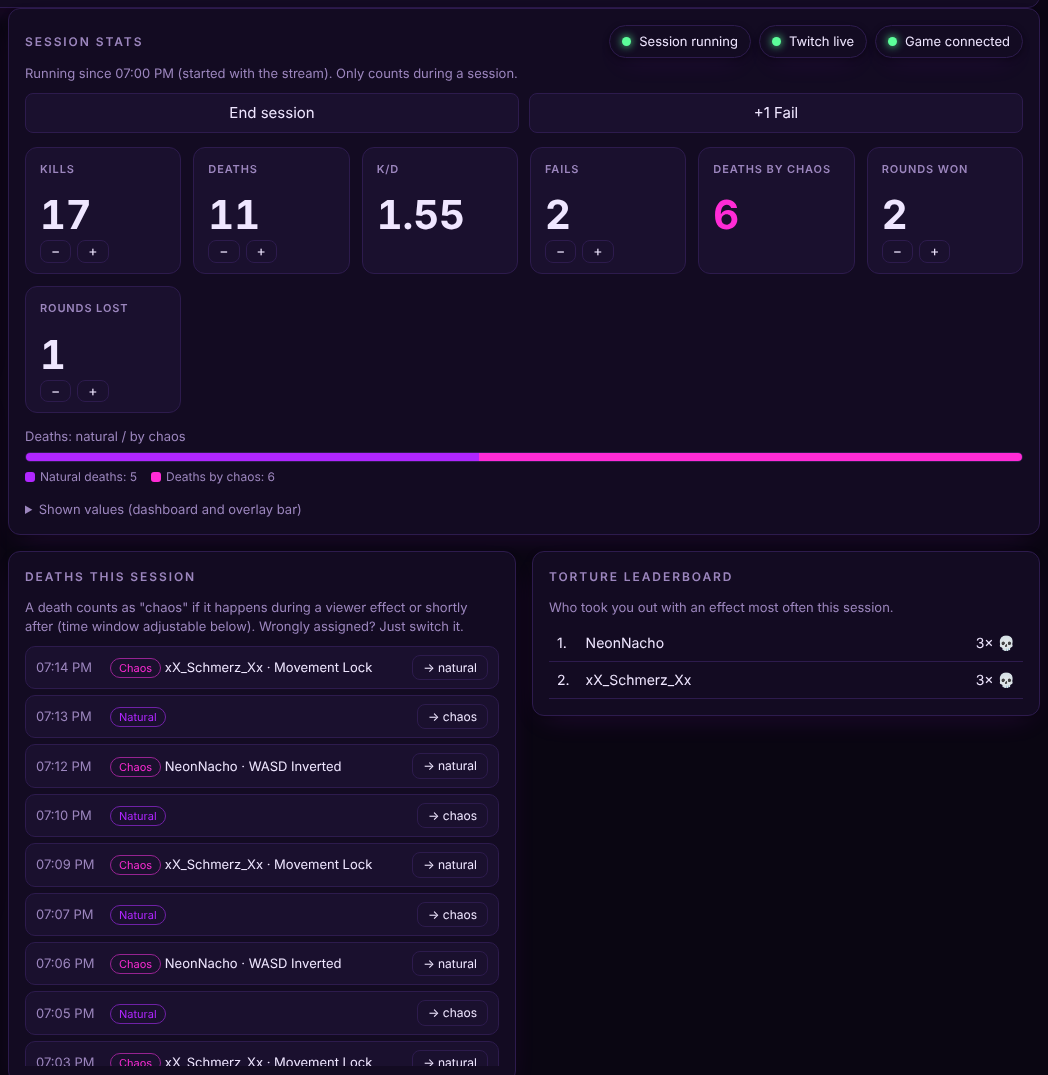 SESSION STATS
Session running
Twitch live
Game connected
Running since 07:00 PM (started with the stream). Only counts during a session.
End session
+1 Fail
KILLS
17
− +
DEATHS
11
− +
K/D
1.55
FAILS
2
− +
DEATHS BY CHAOS
6
ROUNDS WON
2
− +
ROUNDS LOST
1
− +
Deaths: natural / by chaos
Natural deaths: 5 Deaths by chaos: 6
▶ Shown values (dashboard and overlay bar)
DEATHS THIS SESSION
A death counts as "chaos" if it happens during a viewer effect or shortly
after (time window adjustable below). Wrongly assigned? Just switch it.
07:14 PM Chaos xX_Schmerz_Xx · Movement Lock → natural
07:13 PM Natural → chaos
07:12 PM Chaos NeonNacho · WASD Inverted → natural
07:10 PM Natural → chaos
07:09 PM Chaos xX_Schmerz_Xx · Movement Lock → natural
07:07 PM Natural → chaos
07:06 PM Chaos NeonNacho · WASD Inverted → natural
07:05 PM Natural → chaos
07:03 PM Chaos xX_Schmerz_Xx · Movement Lock → natural
TORTURE LEADERBOARD
Who took you out with an effect most often this session.
1. NeonNacho 3× 💀
2. xX_Schmerz_Xx 3× 💀